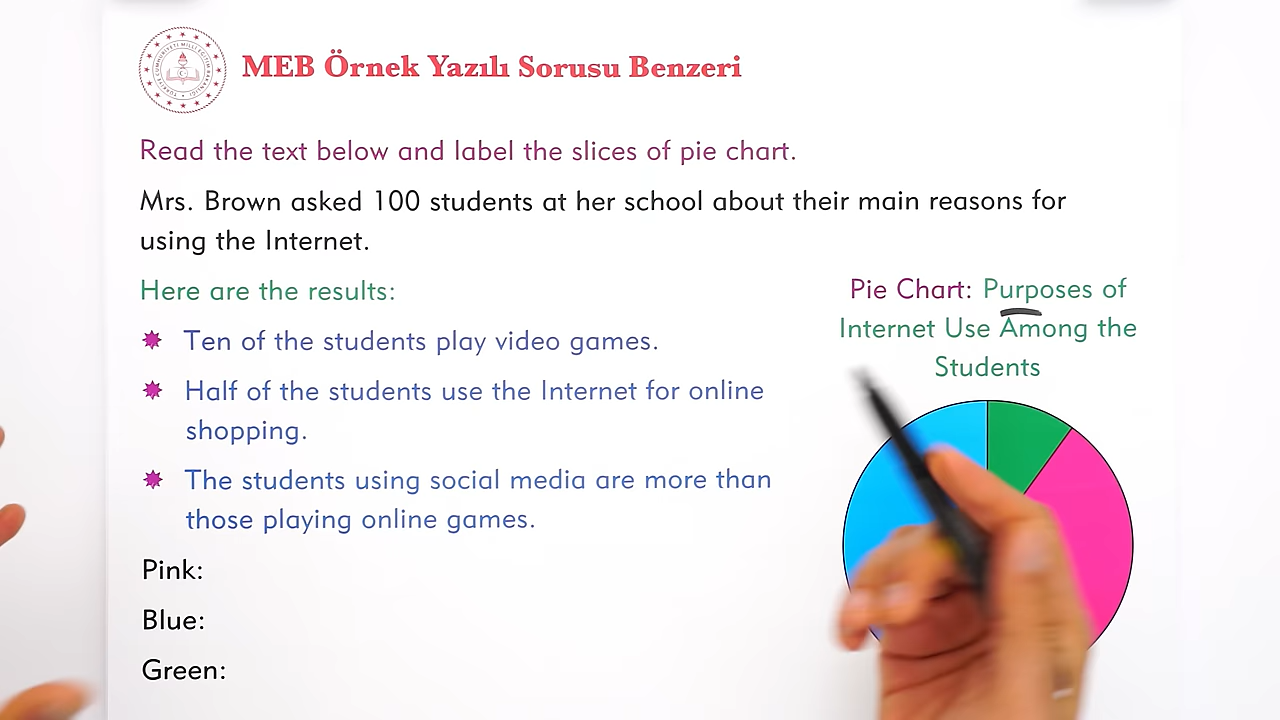 MEB Örnek Yazılı Sorusu Benzeri
Read the text below and label the slices of pie chart.
Mrs. Brown asked 100 students at her school about their main reasons for
using the Internet.
Here are the results:
Ten of the students play video games.
Half of the students use the Internet for online
shopping.
The students using social media are more than
those playing online games.
Pink:
Blue:
Green:
Pie Chart: Purposes of
Internet Use Among the
Students